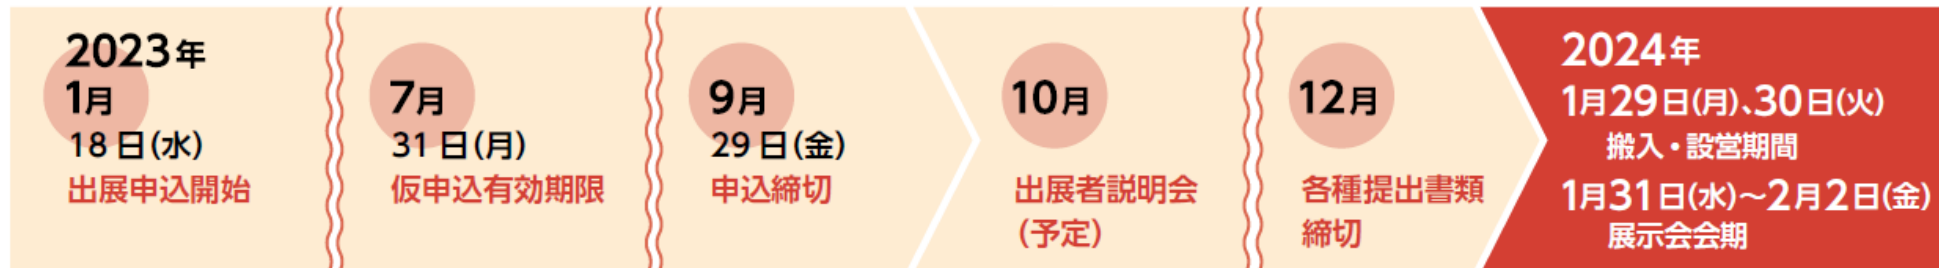 2023年
1月
18日(水)
出展申込開始
7月
31日(月)
仮申込有効期限
9月
29日(金)
申込締切
10月
出展者説明会
(予定)
12月
各種提出書類
締切
2024年
1月29日(月)、30日(火)
搬入・設営期間
1月31日(水)～2月2日(金)
展示会会期